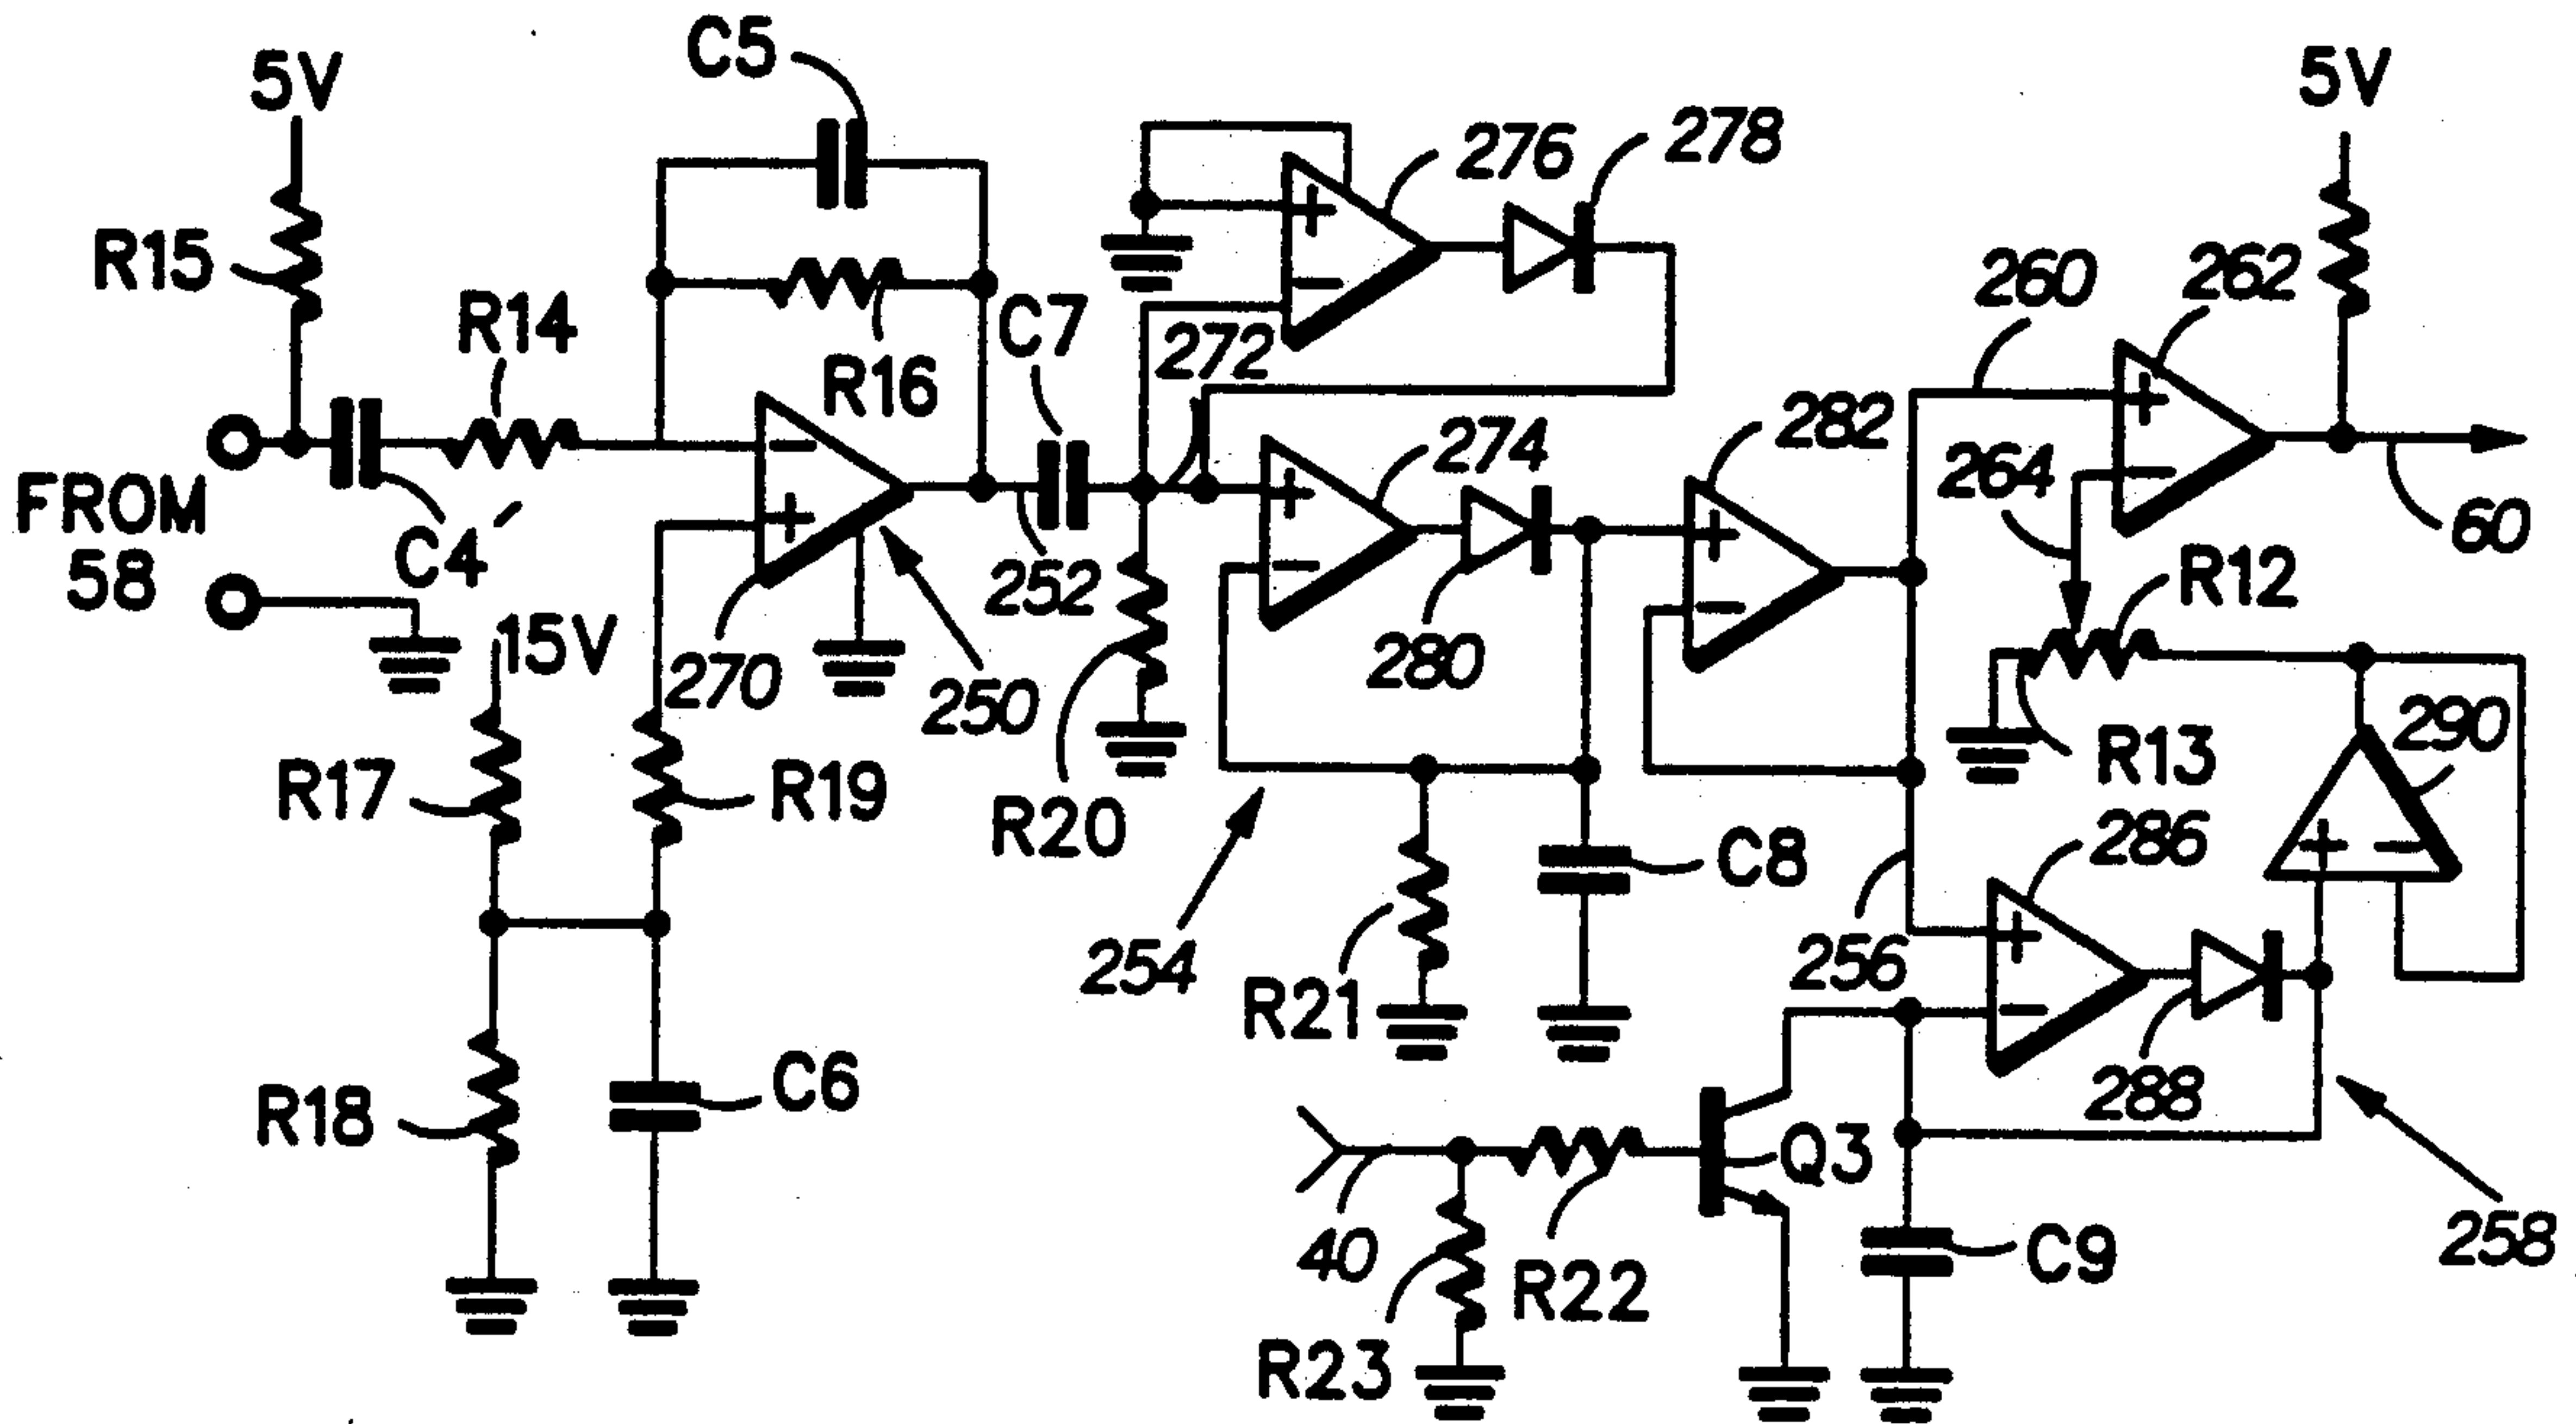 C5
5V
5V
276
278
R15
R14
C7
272
260
262
R16
282
264
274
FROM
58
C4
252
60
R12
15V
270
250
280
R17
R19
R20
R13
290
C8
286
254
R21
256
R18
C6
288
Q3
40
R22
C9
258
R23
+
−
+
−
+
−
+
−
+
−
+
−
+
−